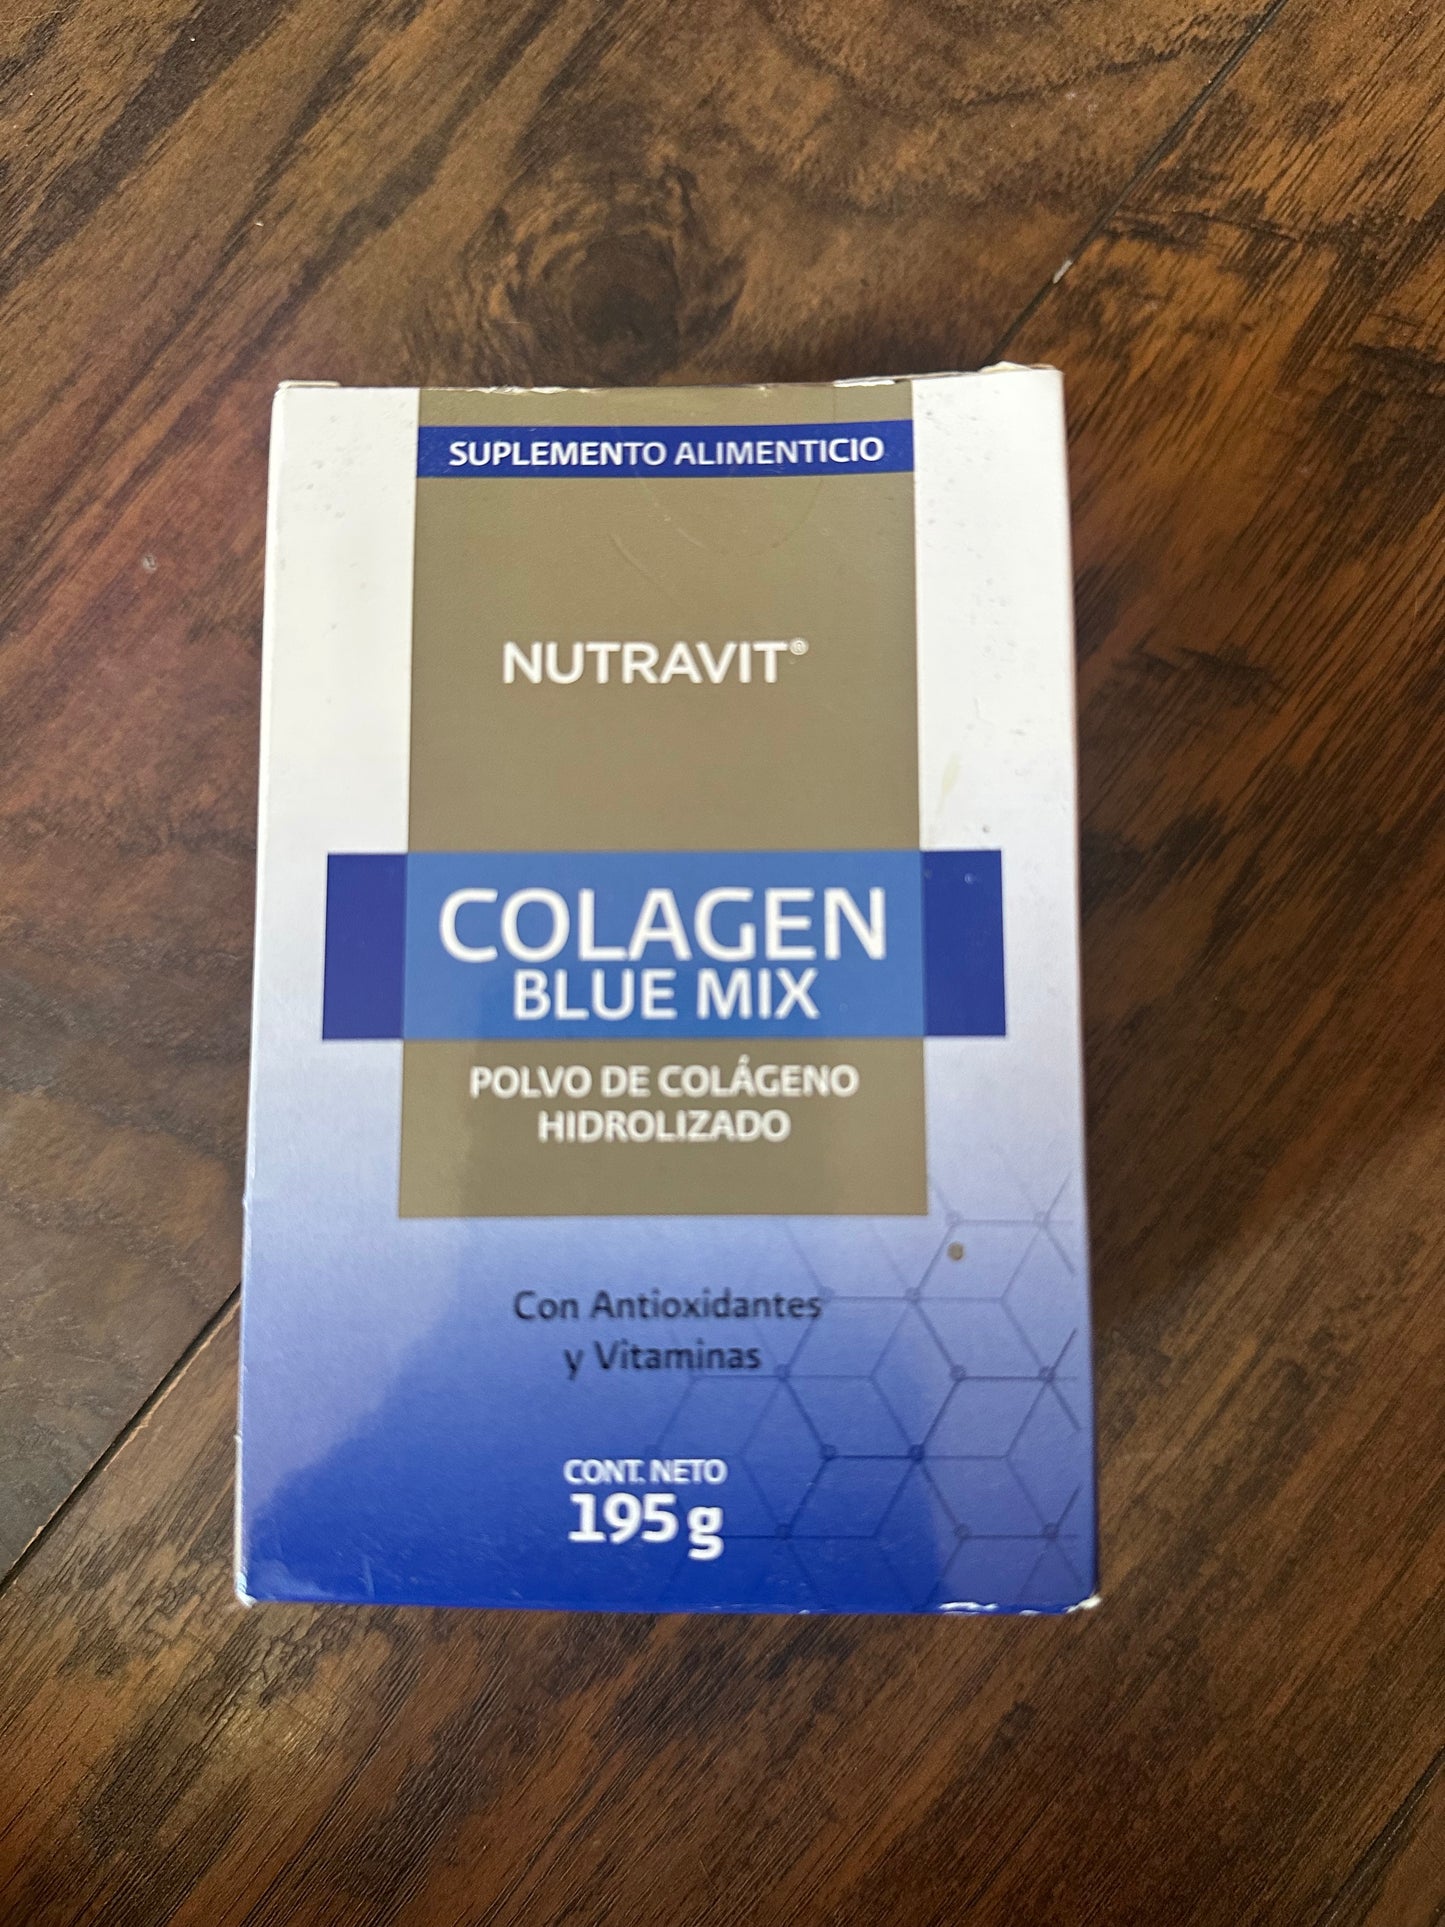 SUPLEMENTO ALIMENTICIO
NUTRAVIT®
COLAGEN
BLUE MIX
POLVO DE COLÁGENO
HIDROLIZADO
Con Antioxidantes
y Vitaminas
CONT. NETO
195 g